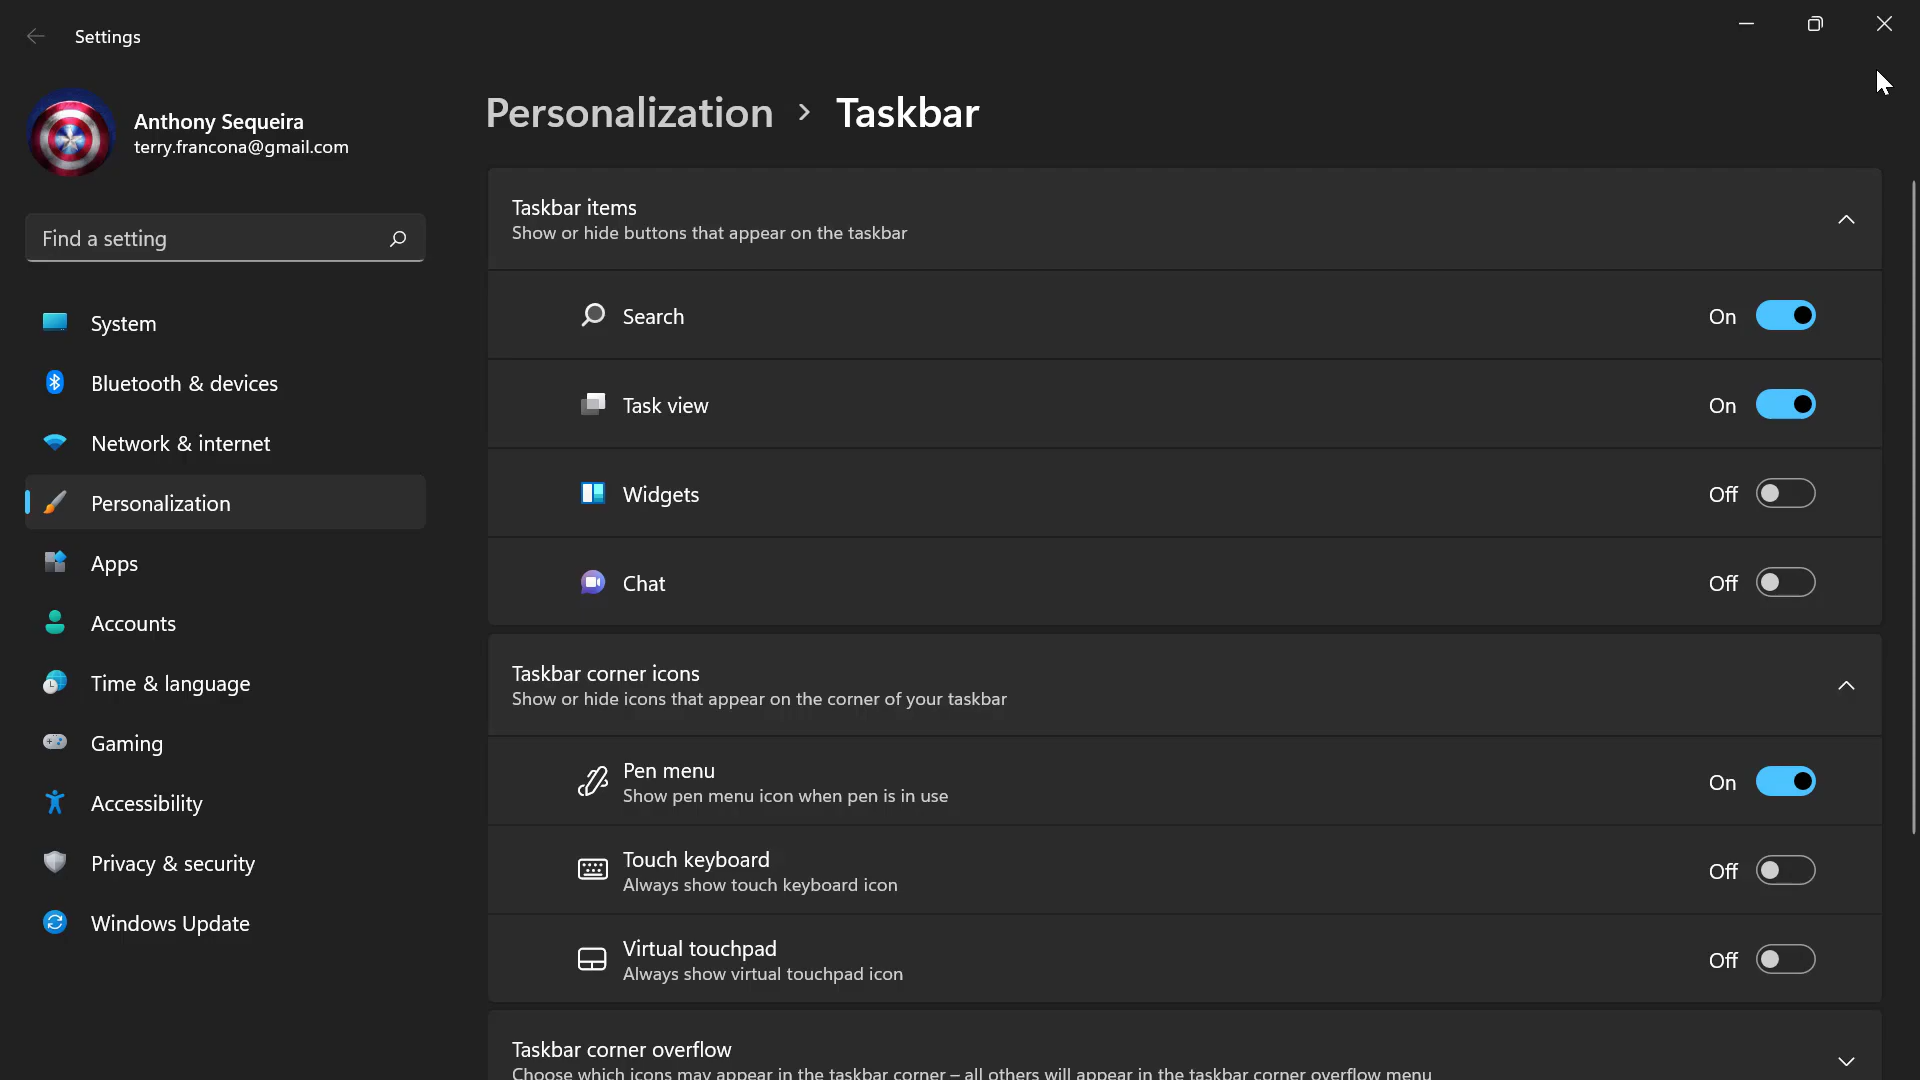 Settings
Anthony Sequeira
terry.francona@gmail.com
Find a setting
System
Bluetooth & devices
Network & internet
Personalization
Apps
Accounts
Time & language
Gaming
Accessibility
Privacy & security
Windows Update
Personalization > Taskbar
Taskbar items
Show or hide buttons that appear on the taskbar
Search On
Task view On
Widgets Off
Chat Off
Taskbar corner icons
Show or hide icons that appear on the corner of your taskbar
Pen menu
Show pen menu icon when pen is in use
On
Touch keyboard
Always show touch keyboard icon
Off
Virtual touchpad
Always show virtual touchpad icon
Off
Taskbar corner overflow
Choose which icons may appear in the taskbar corner – all others will appear in the taskbar corner overflow menu